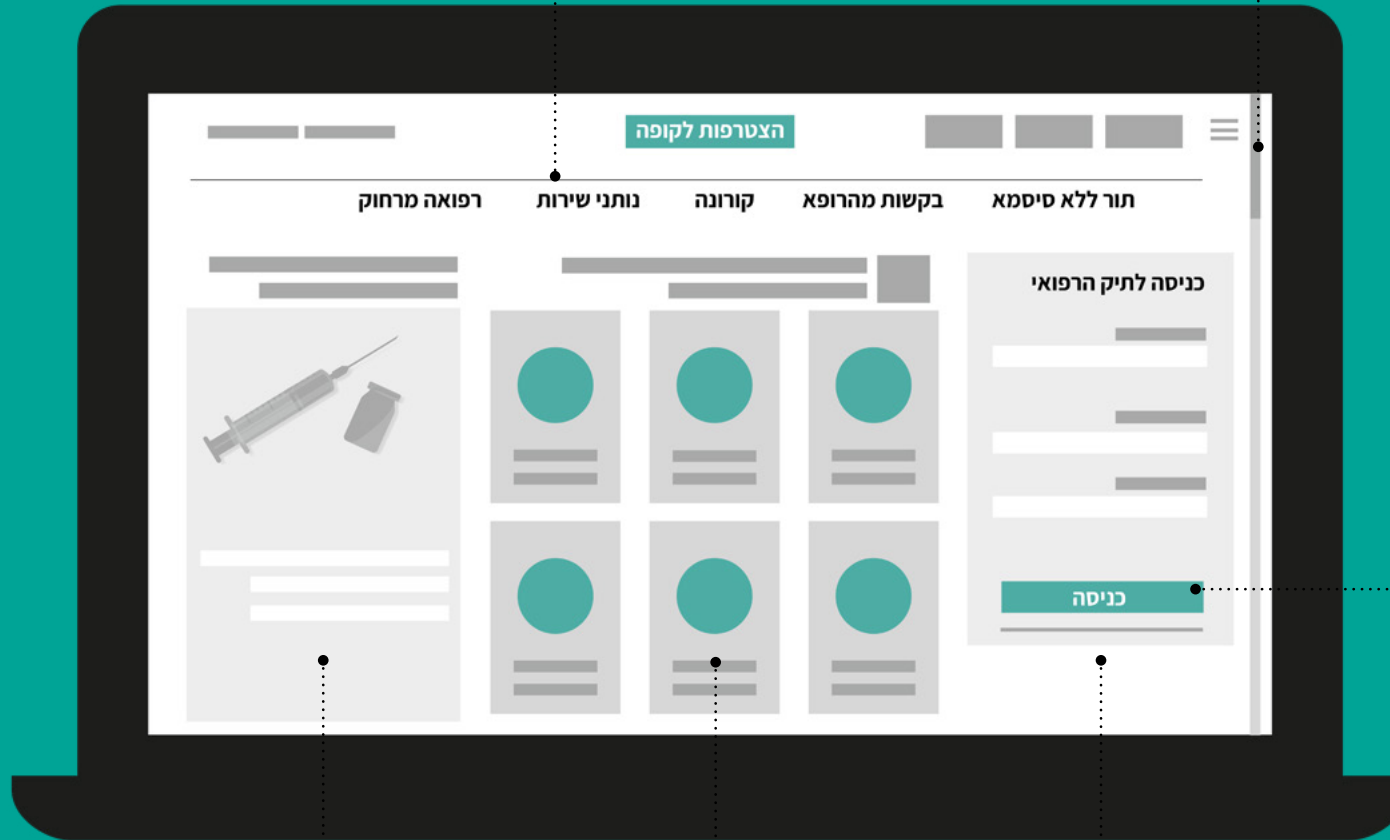 הצטרפות לקופה
תור ללא סיסמא בקשות מהרופא קורונה נותני שירות רפואה מרחוק
כניסה לתיק הרפואי
כניסה